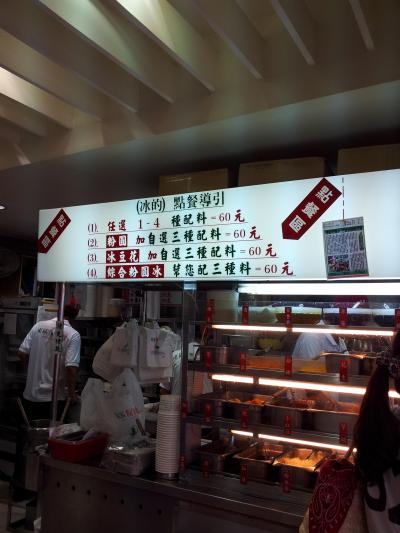 (冰的) 點餐導引
點餐區
點餐區
(1). 任選 1-4 種配料=60元
(2). 粉圓 加自選三種配料=60元
(3). 冰豆花 加自選三種配料=60元
(4). 綜合粉圓冰 幫您配三種料=60元